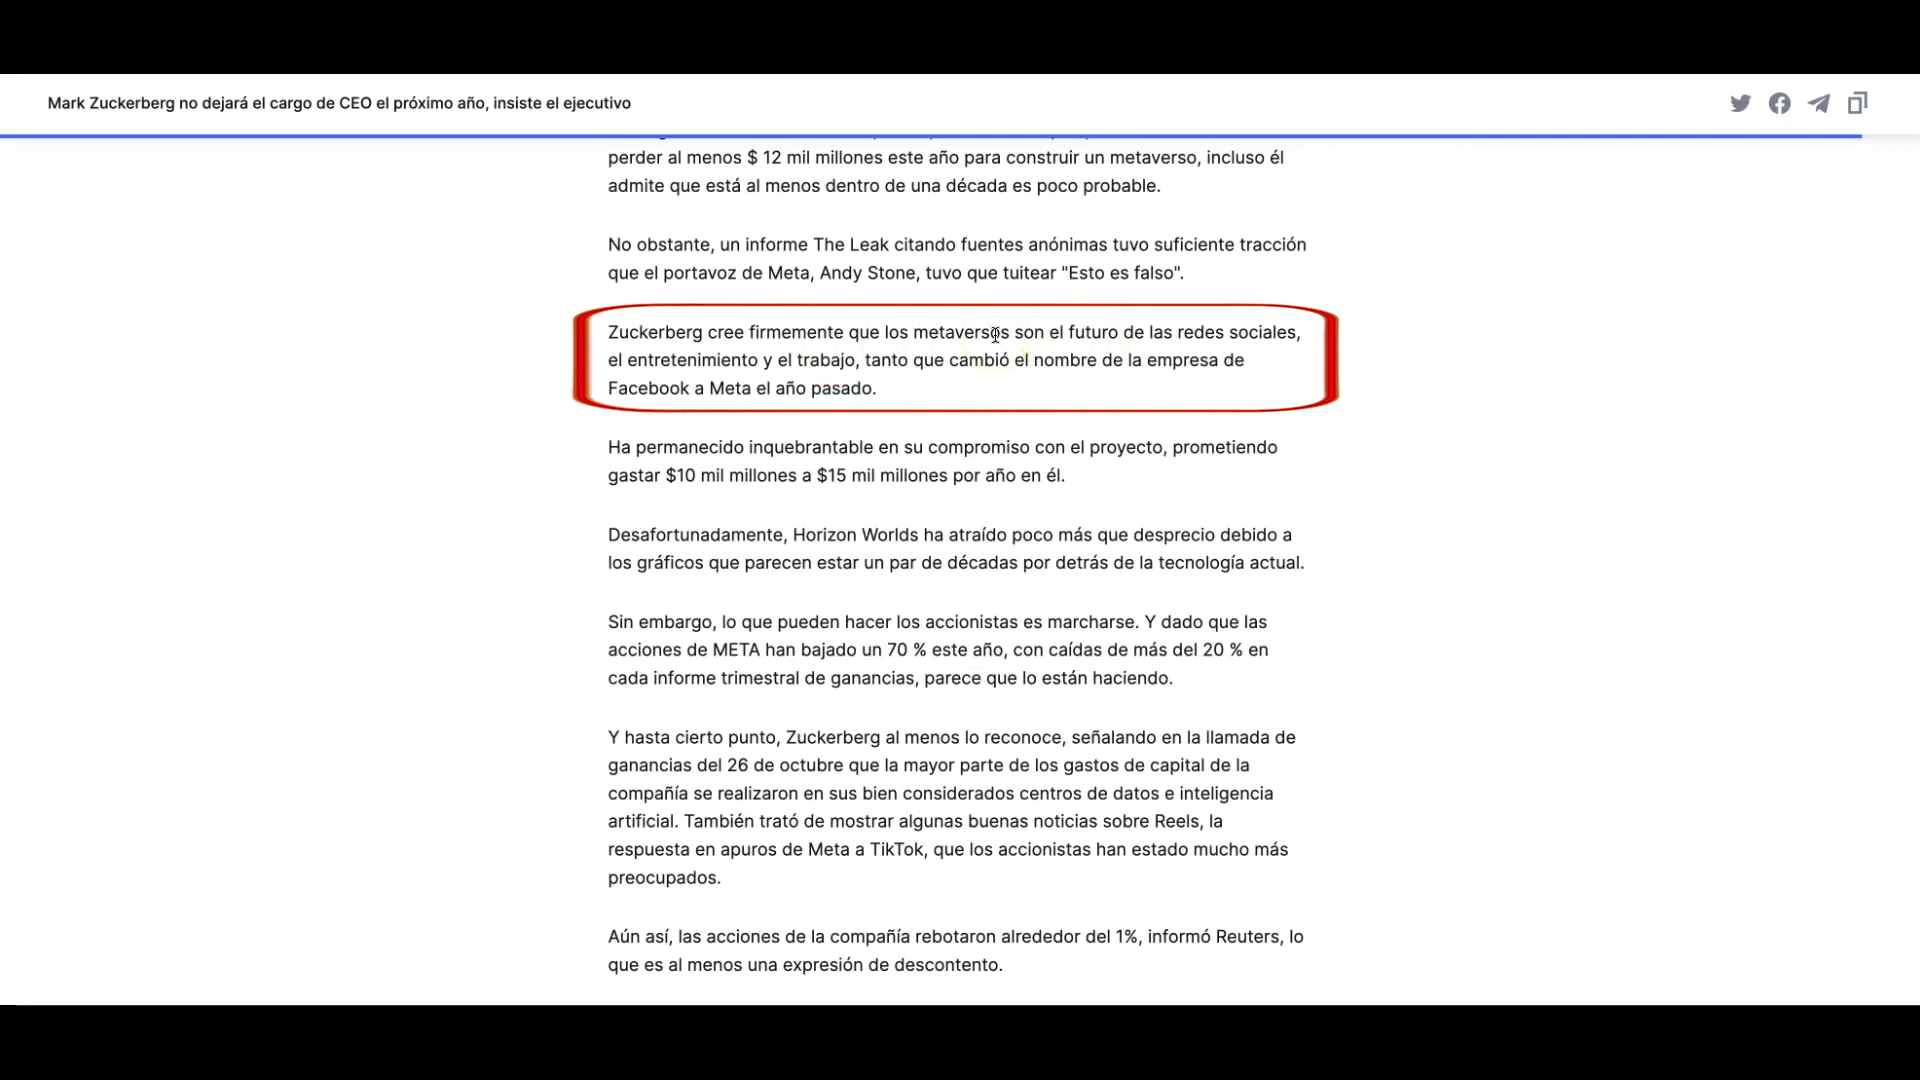 Mark Zuckerberg no dejará el cargo de CEO el próximo año, insiste el ejecutivo
perder al menos $ 12 mil millones este año para construir un metaverso, incluso él
admite que está al menos dentro de una década es poco probable.
No obstante, un informe The Leak citando fuentes anónimas tuvo suficiente tracción
que el portavoz de Meta, Andy Stone, tuvo que tuitear "Esto es falso".
Zuckerberg cree firmemente que los metaversos son el futuro de las redes sociales,
el entretenimiento y el trabajo, tanto que cambió el nombre de la empresa de
Facebook a Meta el año pasado.
Ha permanecido inquebrantable en su compromiso con el proyecto, prometiendo
gastar $10 mil millones a $15 mil millones por año en él.
Desafortunadamente, Horizon Worlds ha atraído poco más que desprecio debido a
los gráficos que parecen estar un par de décadas por detrás de la tecnología actual.
Sin embargo, lo que pueden hacer los accionistas es marcharse. Y dado que las
acciones de META han bajado un 70 % este año, con caídas de más del 20 % en
cada informe trimestral de ganancias, parece que lo están haciendo.
Y hasta cierto punto, Zuckerberg al menos lo reconoce, señalando en la llamada de
ganancias del 26 de octubre que la mayor parte de los gastos de capital de la
compañía se realizaron en sus bien considerados centros de datos e inteligencia
artificial. También trató de mostrar algunas buenas noticias sobre Reels, la
respuesta en apuros de Meta a TikTok, que los accionistas han estado mucho más
preocupados.
Aún así, las acciones de la compañía rebotaron alrededor del 1%, informó Reuters, lo
que es al menos una expresión de descontento.